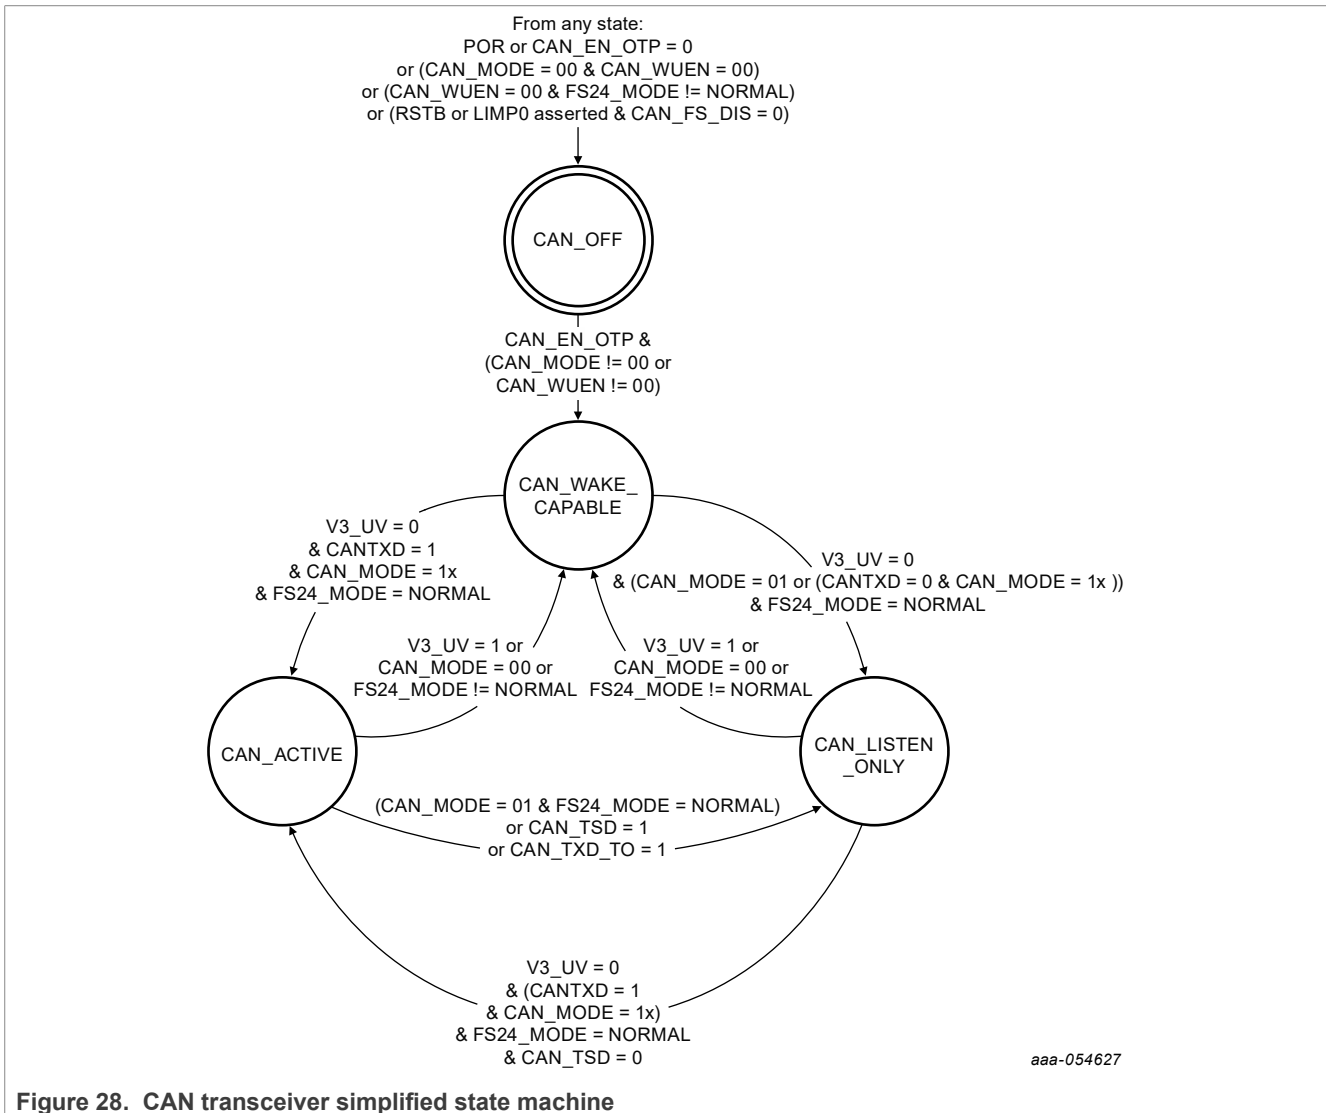 From any state:
POR or CAN_EN_OTP = 0
or (CAN_MODE = 00 & CAN_WUEN = 00)
or (CAN_WUEN = 00 & FS24_MODE != NORMAL)
or (RSTB or LIMP0 asserted & CAN_FS_DIS = 0)
CAN_OFF
CAN_EN_OTP &
(CAN_MODE != 00 or
CAN_WUEN != 00)
CAN_WAKE_
CAPABLE
V3_UV = 0
& CANTXD = 1
& CAN_MODE = 1x
& FS24_MODE = NORMAL
V3_UV = 0
& (CAN_MODE = 01 or (CANTXD = 0 & CAN_MODE = 1x ))
& FS24_MODE = NORMAL
V3_UV = 1 or
CAN_MODE = 00 or
FS24_MODE != NORMAL
V3_UV = 1 or
CAN_MODE = 00 or
FS24_MODE != NORMAL
CAN_ACTIVE
CAN_LISTEN
_ONLY
(CAN_MODE = 01 & FS24_MODE = NORMAL)
or CAN_TSD = 1
or CAN_TXD_TO = 1
V3_UV = 0
& (CANTXD = 1
& CAN_MODE = 1x)
& FS24_MODE = NORMAL
& CAN_TSD = 0
aaa-054627
Figure 28. CAN transceiver simplified state machine